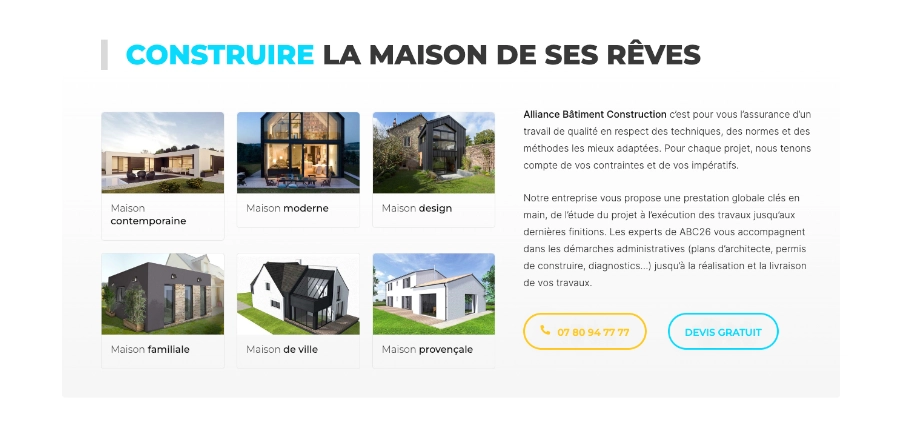 CONSTRUIRE LA MAISON DE SES RÊVES
Maison
contemporaine
Maison moderne
Maison design
Maison familiale
Maison de ville
Maison provençale
Alliance Bâtiment Construction c'est pour vous l'assurance d'un
travail de qualité en respect des techniques, des normes et des
méthodes les mieux adaptées. Pour chaque projet, nous tenons
compte de vos contraintes et de vos impératifs.
Notre entreprise vous propose une prestation globale clés en
main, de l'étude du projet à l'exécution des travaux jusqu'aux
dernières finitions. Les experts de ABC26 vous accompagnent
dans les démarches administratives (plans d'architecte, permis
de construire, diagnostics...) jusqu'à la réalisation et la livraison
de vos travaux.
07 80 94 77 77
DEVIS GRATUIT